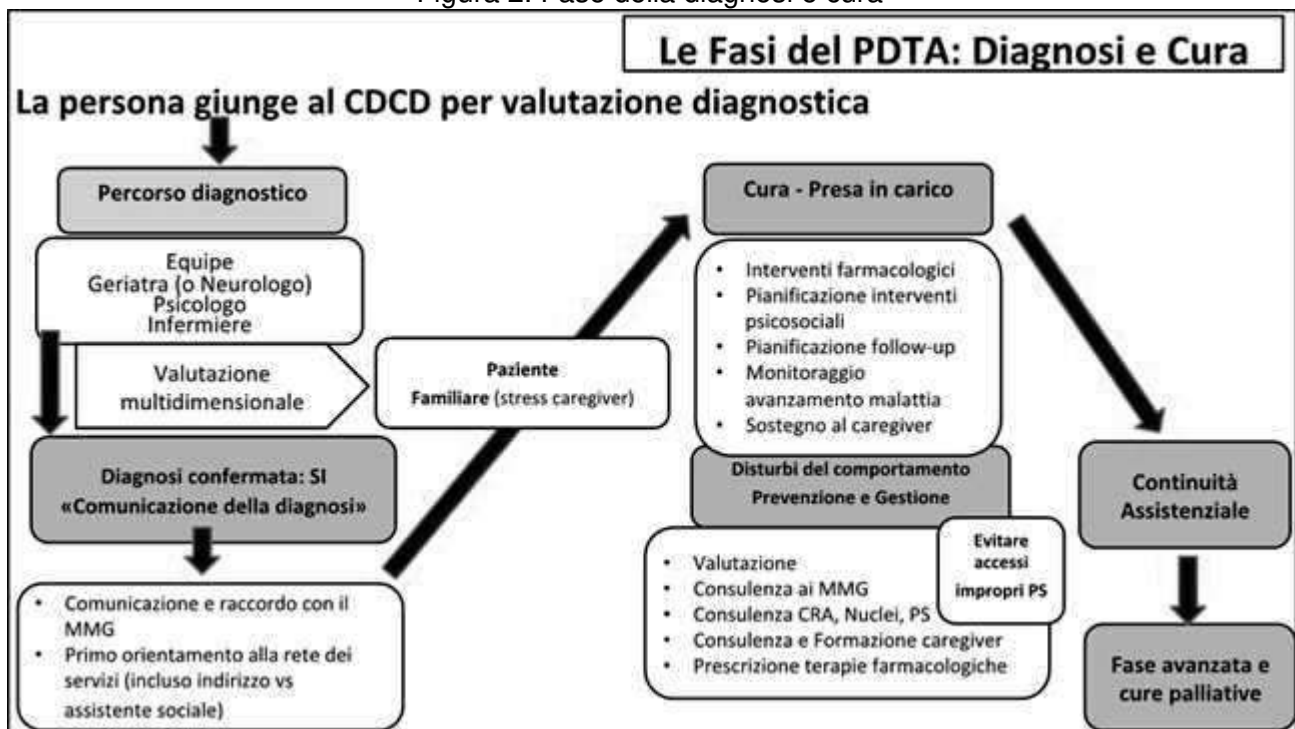 Le Fasi del PDTA: Diagnosi e Cura
La persona giunge al CDCD per valutazione diagnostica
Percorso diagnostico
Equipe
Geriatra (o Neurologo)
Psicologo
Infermiere
Valutazione
multidimensionale
Paziente
Familiare (stress caregiver)
Diagnosi confermata: SI
«Comunicazione della diagnosi»
• Comunicazione e raccordo con il
MMG
• Primo orientamento alla rete dei
servizi (incluso indirizzo vs
assistente sociale)
Cura - Presa in carico
• Interventi farmacologici
• Pianificazione interventi
psicosociali
• Pianificazione follow-up
• Monitoraggio
avanzamento malattia
• Sostegno al caregiver
Disturbi del comportamento
Prevenzione e Gestione
• Valutazione
• Consulenza ai MMG
• Consulenza CRA, Nuclei, PS
• Consulenza e Formazione caregiver
• Prescrizione terapie farmacologiche
Evitare
accessi
impropri PS
Continuità
Assistenziale
Fase avanzata e
cure palliative